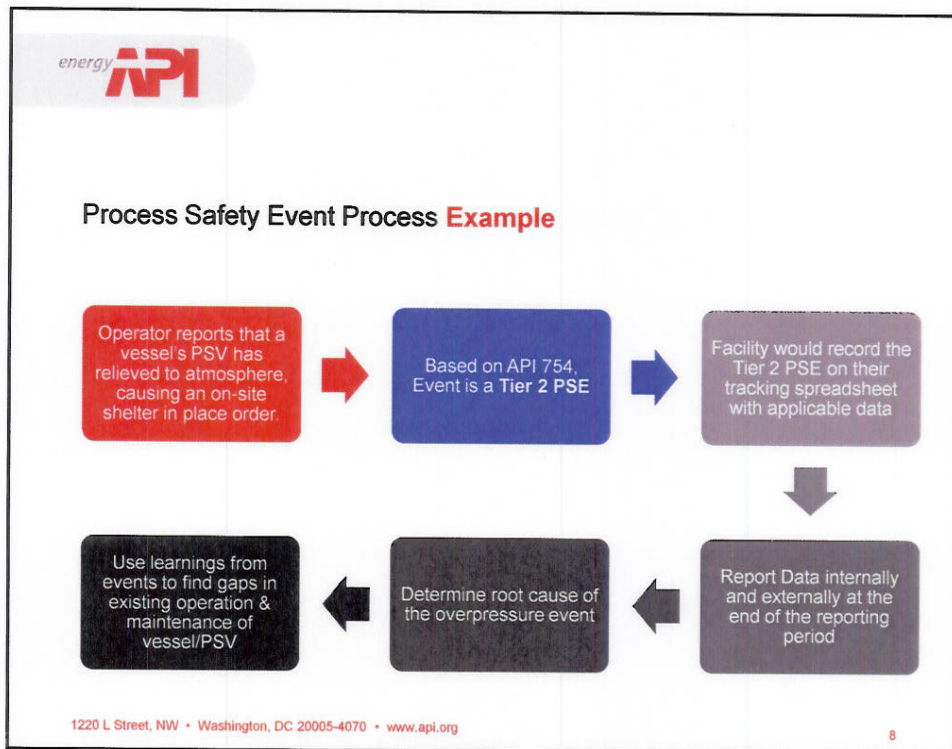 energy API
Process Safety Event Process Example
Operator reports that a
vessel's PSV has
relieved to atmosphere,
causing an on-site
shelter in place order.
Based on API 754,
Event is a Tier 2 PSE
Facility would record the
Tier 2 PSE on their
tracking spreadsheet
with applicable data
Report Data internally
and externally at the
end of the reporting
period
Determine root cause of
the overpressure event
Use learnings from
events to find gaps in
existing operation &
maintenance of
vessel/PSV
1220 L Street, NW • Washington, DC 20005-4070 • www.api.org
8